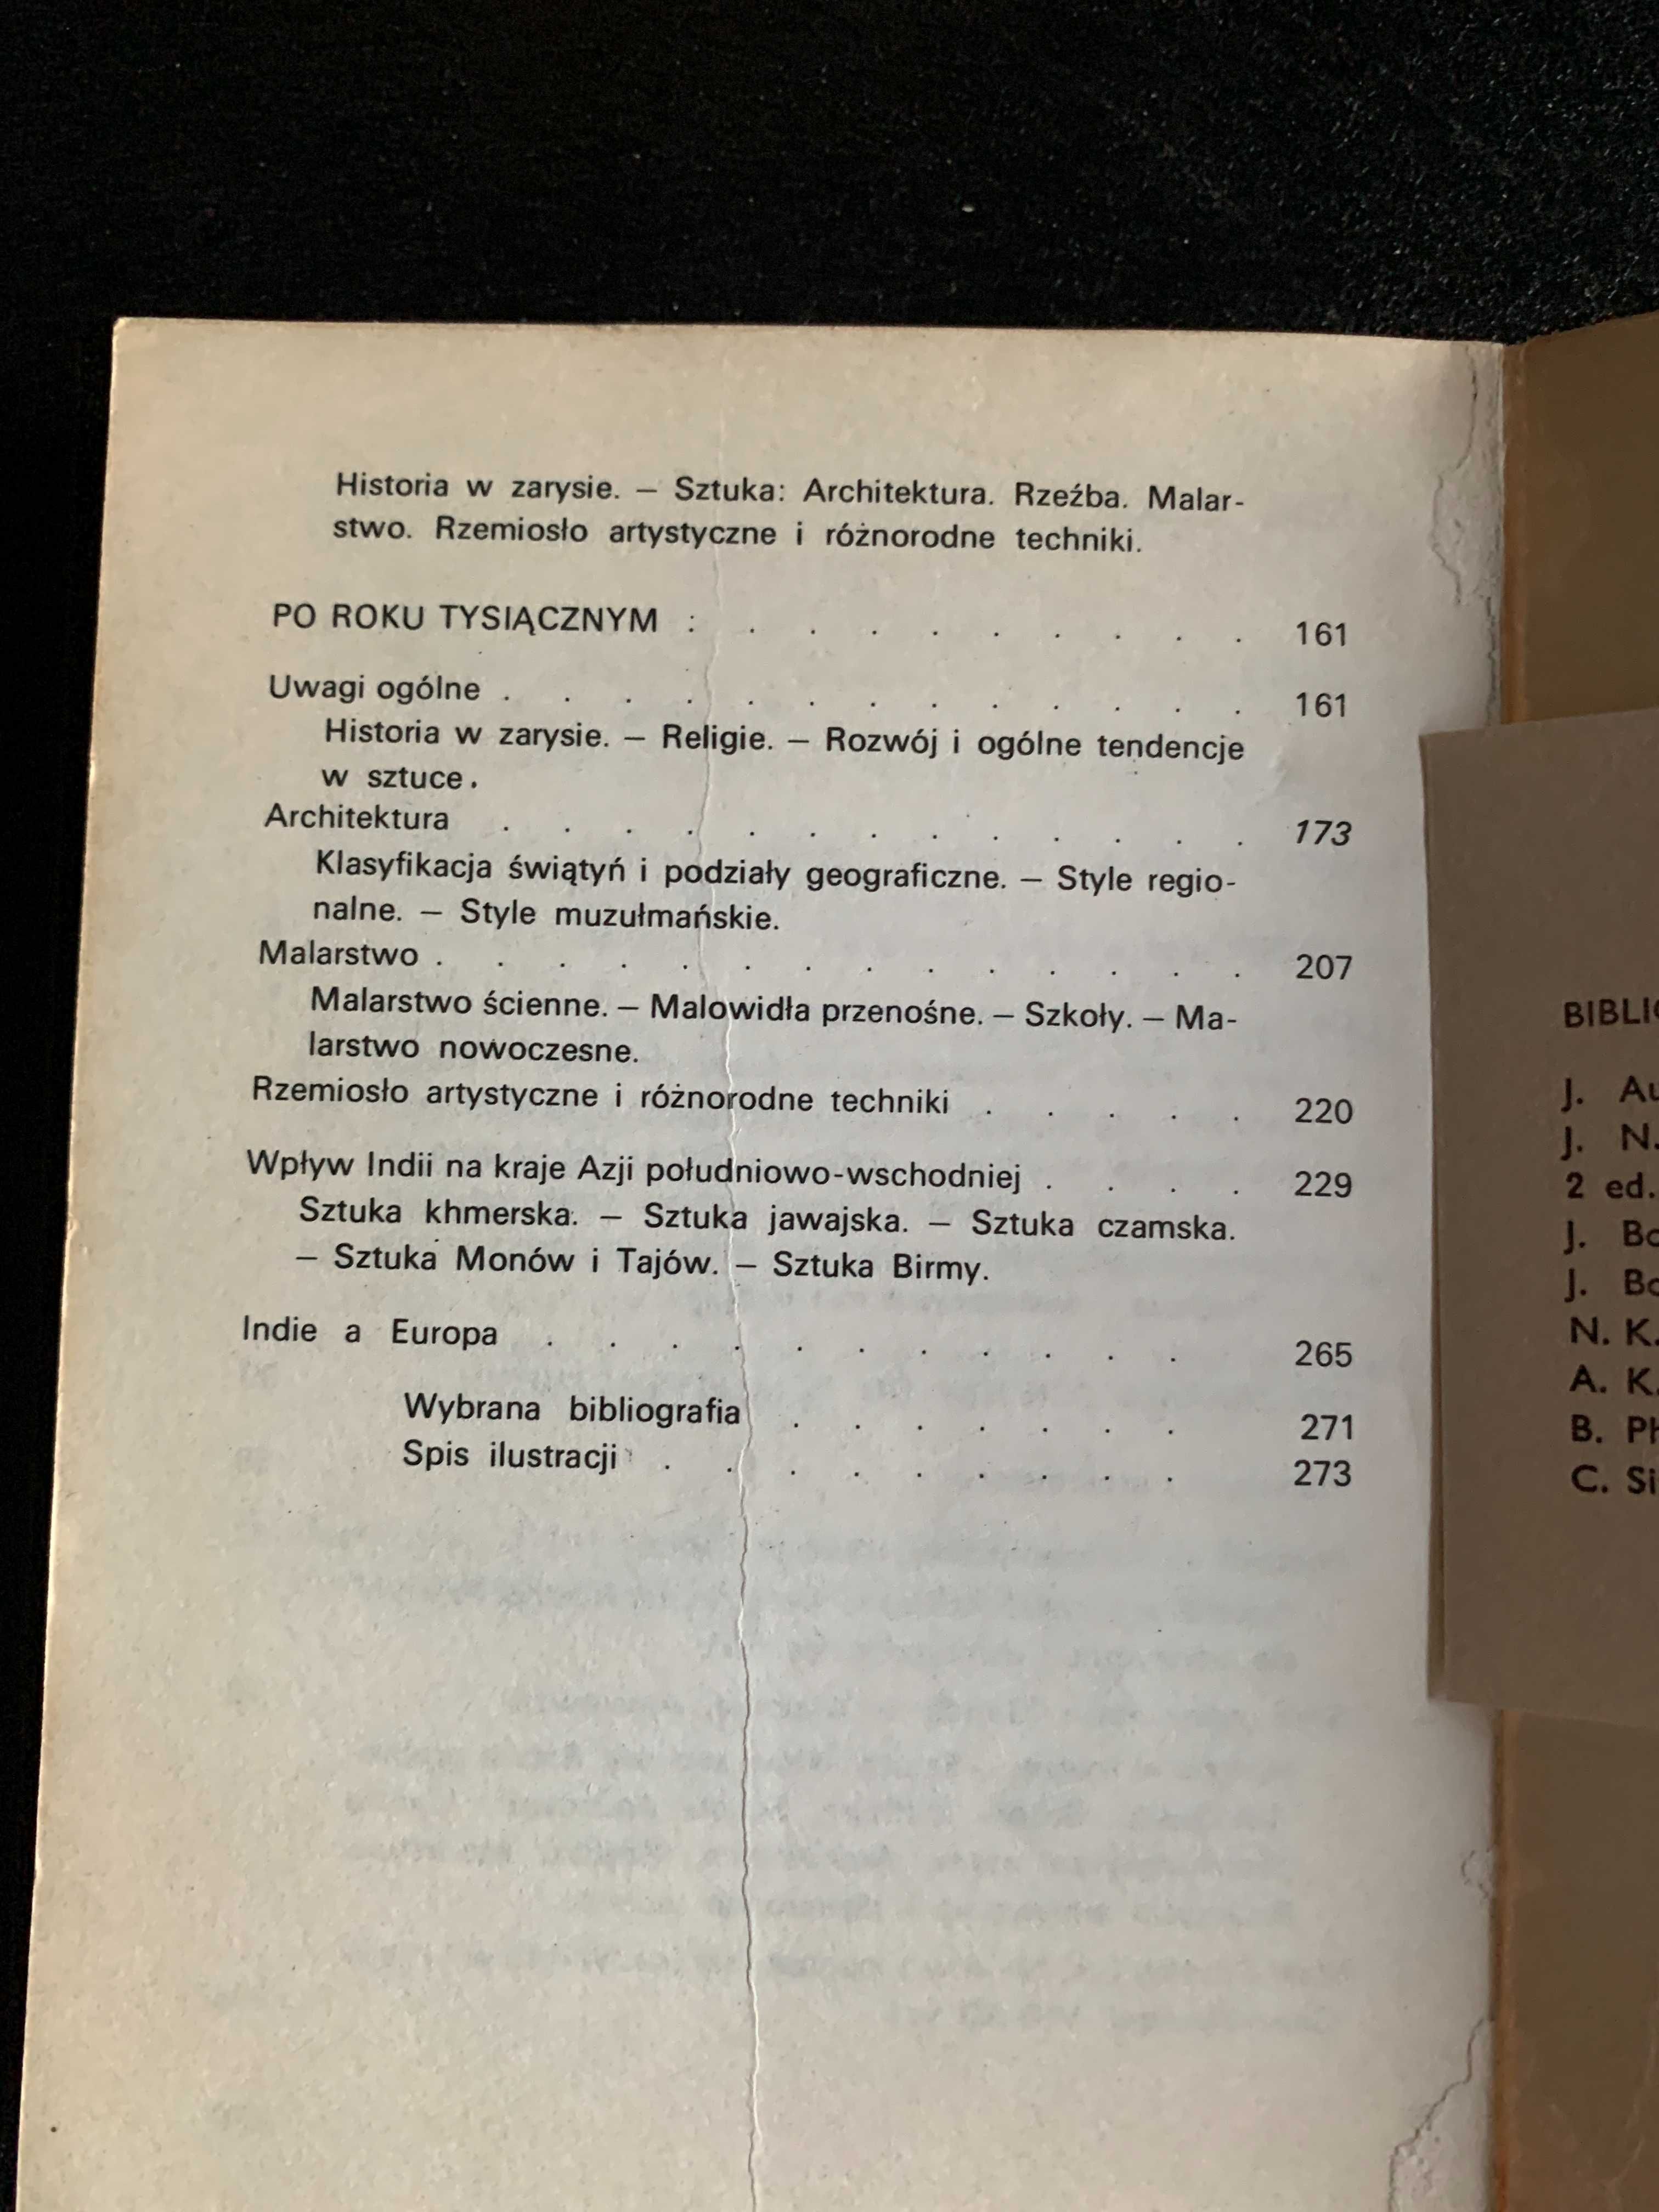 Historia w zarysie. — Sztuka: Architektura. Rzeźba. Malar-
stwo. Rzemiosło artystyczne i różnorodne techniki.
PO ROKU TYSIĄCZNYM : . . . . . . . . . 161
Uwagi ogólne . . . . . . . . . . . . . 161
Historia w zarysie. — Religie. — Rozwój i ogólne tendencje
w sztuce.
Architektura . . . . . . . . . . . . . 173
Klasyfikacja świątyń i podziały geograficzne. — Style regio-
nalne. — Style muzułmańskie.
Malarstwo . . . . . . . . . . . . . . 207
Malarstwo ścienne. — Malowidła przenośne. — Szkoły. — Ma-
larstwo nowoczesne.
Rzemiosło artystyczne i różnorodne techniki . . . . . 220
Wpływ Indii na kraje Azji południowo-wschodniej . . . . 229
Sztuka khmerska. — Sztuka jawajska. — Sztuka czamska.
— Sztuka Monów i Tajów. — Sztuka Birmy.
Indie a Europa . . . . . . . . . . . 265
Wybrana bibliografia . . . . . . . 271
Spis ilustracji . . . . . . . . . 273
J.
J. N.
2 ed.
J.
J.
N. K.
A. K.
B.
C.